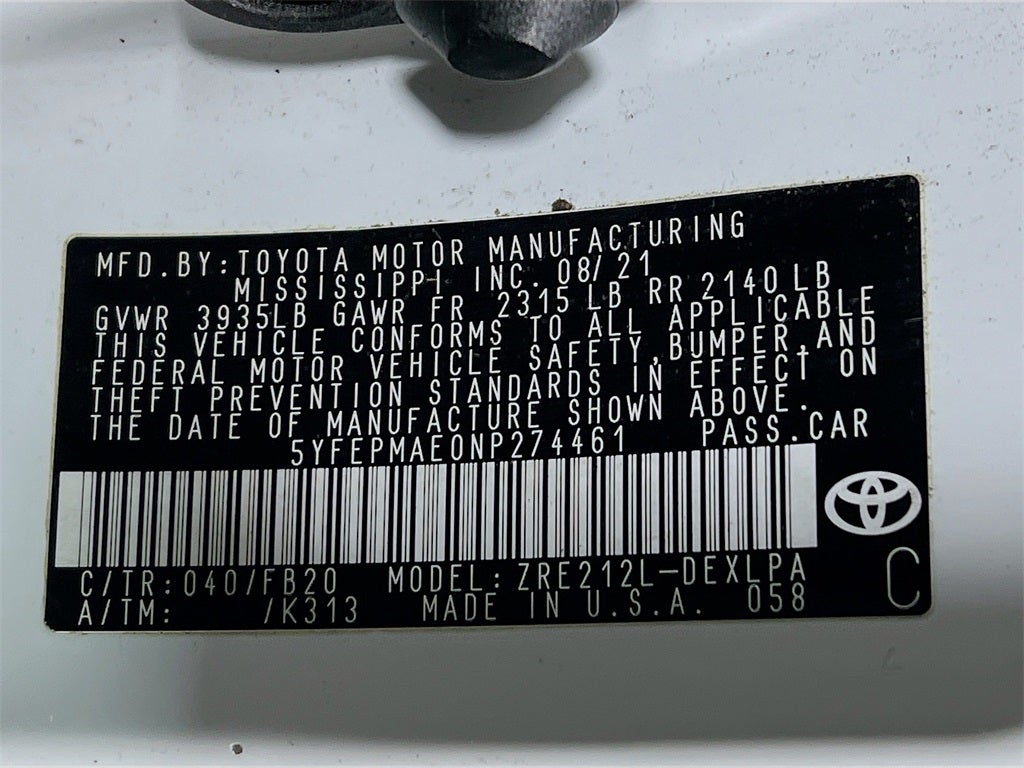 MFD.BY:TOYOTA MOTOR MANUFACTURING
MISSISSIPPI INC. 08/21
GVWR 3935LB GAWR FR 2315 LB RR 2140 LB
THIS VEHICLE CONFORMS TO ALL APPLICABLE
FEDERAL MOTOR VEHICLE SAFETY,BUMPER,AND
THEFT PREVENTION STANDARDS IN EFFECT ON
THE DATE OF MANUFACTURE SHOWN ABOVE.
5YFEPMAE0NP274461 PASS.CAR
C/TR:040/FB20 MODEL:ZRE212L-DEXLPA
A/TM: /K313 MADE IN U.S.A. 058
C